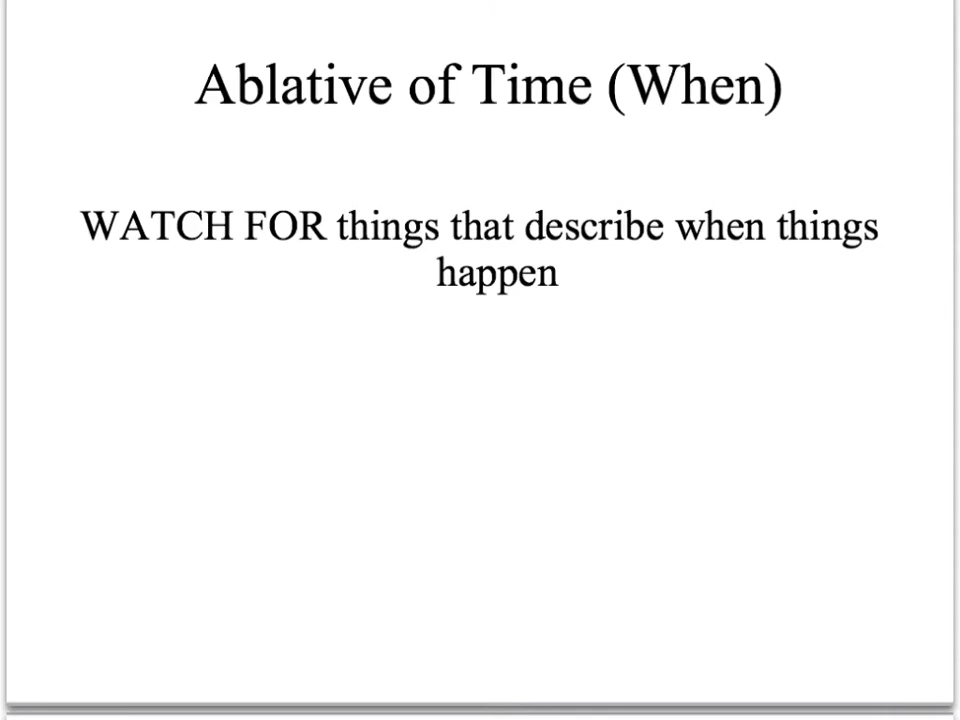 Ablative of Time (When)
WATCH FOR things that describe when things
happen